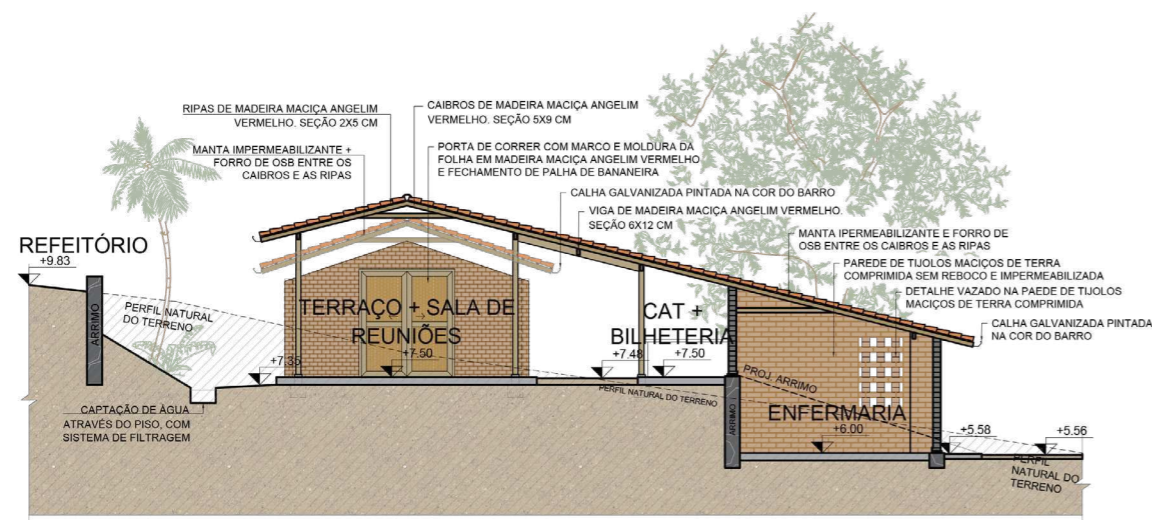 RIPAS DE MADEIRA MACIÇA ANGELIM
VERMELHO. SEÇÃO 2X5 CM
CAIBROS DE MADEIRA MACIÇA ANGELIM
VERMELHO. SEÇÃO 5X9 CM
MANTA IMPERMEABILIZANTE +
FORRO DE OSB ENTRE OS
CAIBROS E AS RIPAS
PORTA DE CORRER COM MARCO E MOLDURA DA
FOLHA EM MADEIRA MACIÇA ANGELIM VERMELHO
E FECHAMENTO DE PALHA DE BANANEIRA
CALHA GALVANIZADA PINTADA NA COR DO BARRO
VIGA DE MADEIRA MACIÇA ANGELIM VERMELHO.
SEÇÃO 6X12 CM
MANTA IPERMEABILIZANTE E FORRO DE
OSB ENTRE OS CAIBROS E AS RIPAS
PAREDE DE TIJOLOS MACIÇOS DE TERRA
COMPRIMIDA SEM REBOCO E IMPERMEABILIZADA
DETALHE VAZADO NA PAEDE DE TIJOLOS
MACIÇOS DE TERRA COMPRIMIDA
CALHA GALVANIZADA PINTADA
NA COR DO BARRO
REFEITÓRIO
+9.83
ARRIMO
PERFIL NATURAL
DO TERRENO
TERRAÇO + SALA DE
REUNIÕES
+7.35
+7.50
CAT +
BILHETERIA
+7.48
+7.50
PERFIL NATURAL DO TERRENO
PROJ. ARRIMO
ARRIMO
ENFERMARIA
+6.00
+5.58
+5.56
PERFIL
NATURAL DO
TERRENO
CAPTAÇÃO DE ÀGUA
ATRAVÉS DO PISO, COM
SISTEMA DE FILTRAGEM